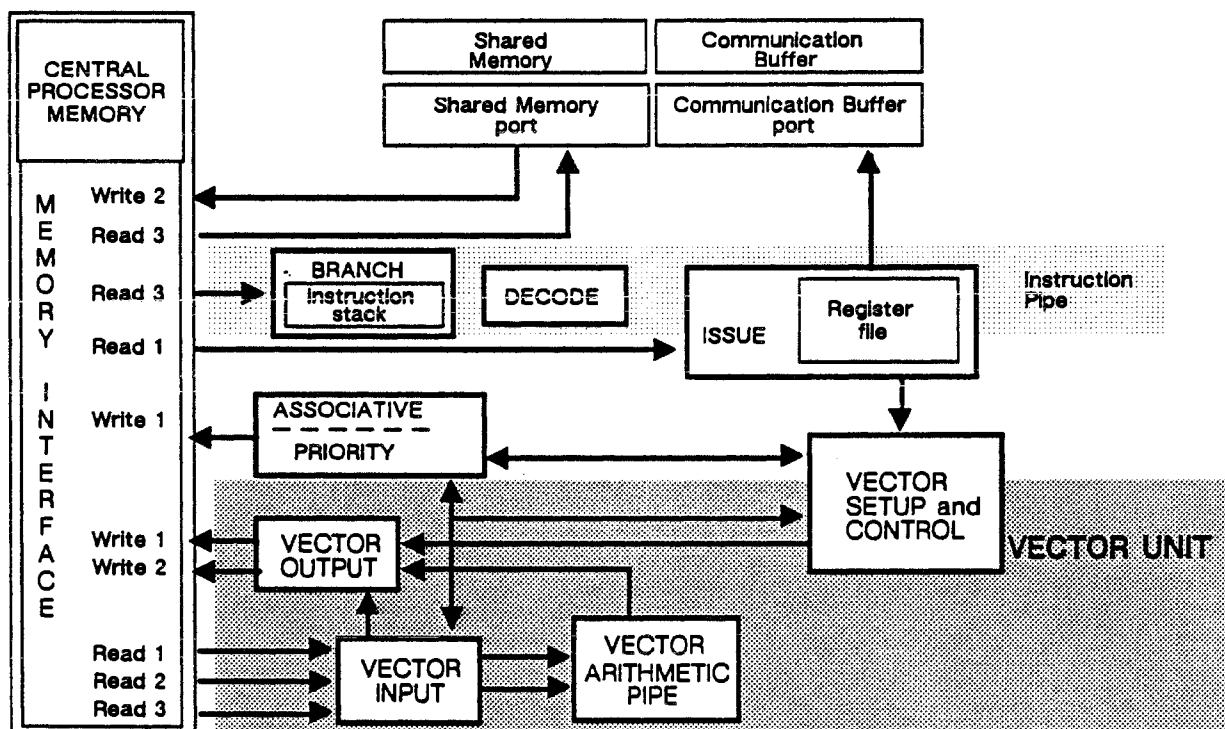 CENTRAL
PROCESSOR
MEMORY
Shared
Memory
Communication
Buffer
Shared Memory
port
Communication Buffer
port
MEMORY INTERFACE
Write 2
Read 3
Read 3
Read 1
Write 1
Write 1
Write 2
Read 1
Read 2
Read 3
BRANCH
Instruction
stack
DECODE
ISSUE
Register
file
Instruction
Pipe
ASSOCIATIVE
PRIORITY
VECTOR
SETUP and
CONTROL
VECTOR UNIT
VECTOR
OUTPUT
VECTOR
INPUT
VECTOR
ARITHMETIC
PIPE